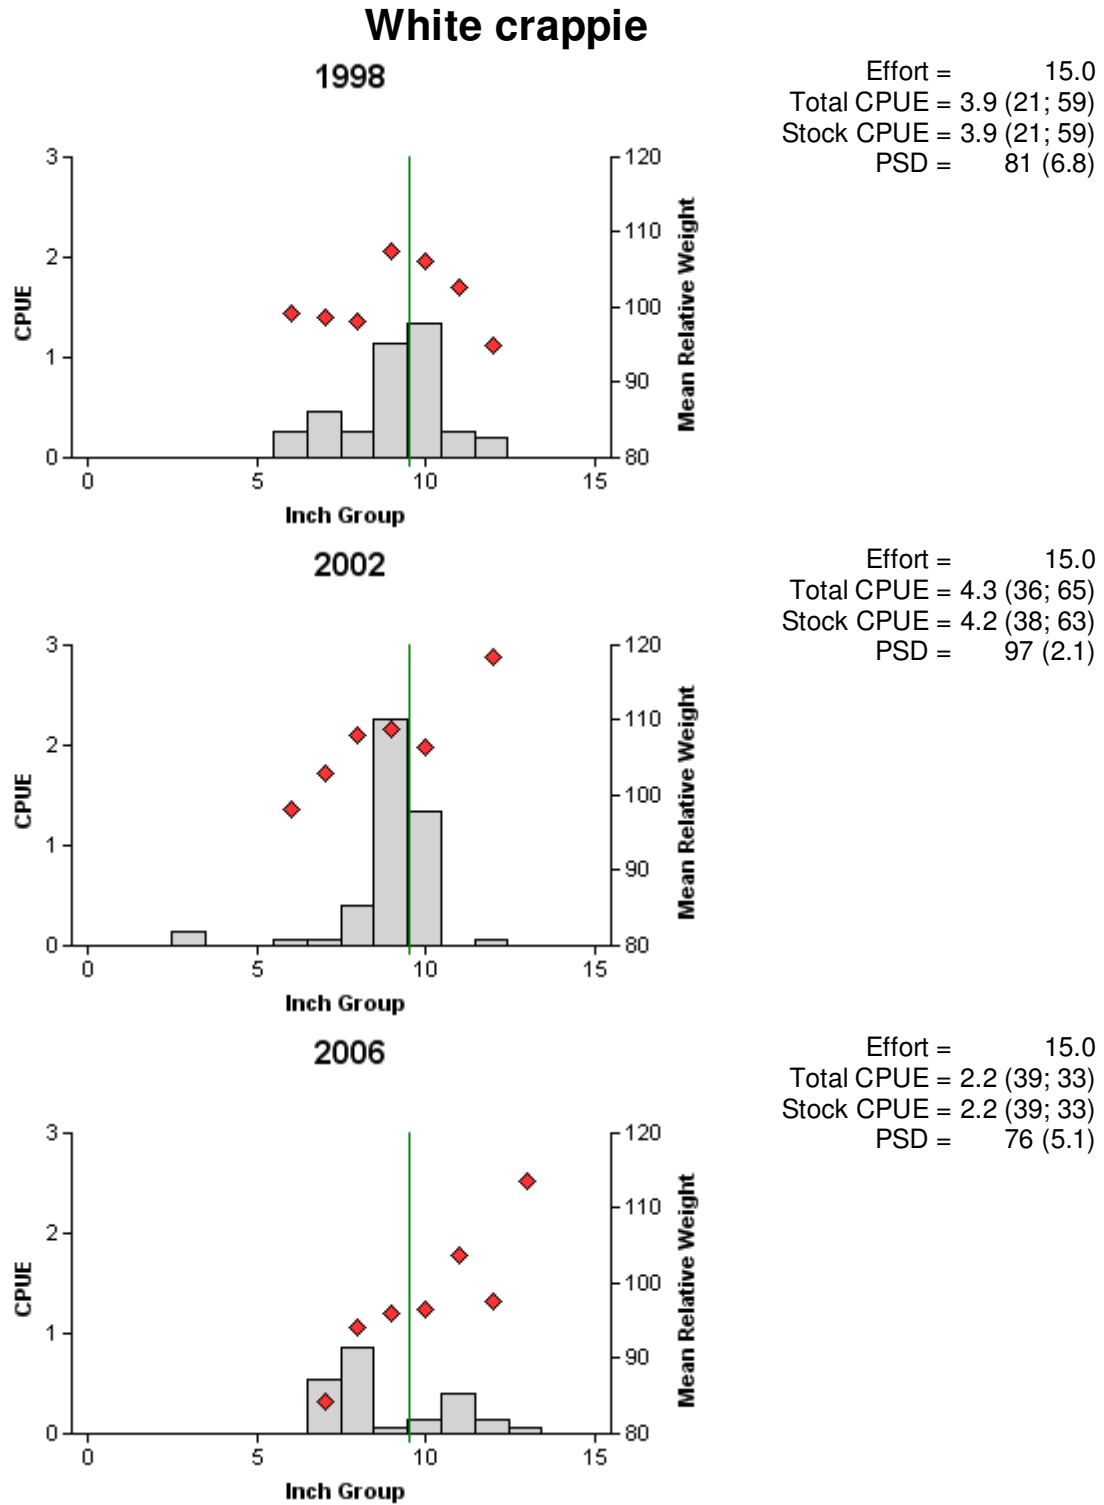 White crappie
1998
Effort = 15.0
Total CPUE = 3.9 (21; 59)
Stock CPUE = 3.9 (21; 59)
PSD = 81 (6.8)
3
2
1
0
CPUE
120
110
100
90
80
Mean Relative Weight
0 5 10 15
Inch Group
2002
Effort = 15.0
Total CPUE = 4.3 (36; 65)
Stock CPUE = 4.2 (38; 63)
PSD = 97 (2.1)
3
2
1
0
CPUE
120
110
100
90
80
Mean Relative Weight
0 5 10 15
Inch Group
2006
Effort = 15.0
Total CPUE = 2.2 (39; 33)
Stock CPUE = 2.2 (39; 33)
PSD = 76 (5.1)
3
2
1
0
CPUE
120
110
100
90
80
Mean Relative Weight
0 5 10 15
Inch Group